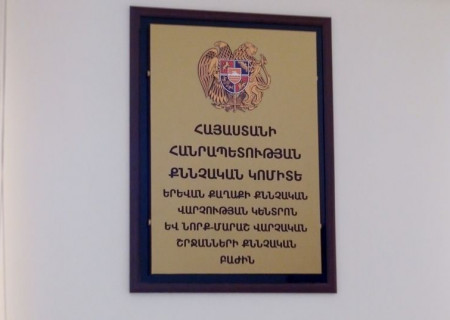 ՀԱՅԱՍՏԱՆԻ
ՀԱՆՐԱՊԵՏՈՒԹՅԱՆ
ՔՆՆՉԱԿԱՆ ԿՈՄԻՏԵ
ԵՐԵՎԱՆ ՔԱՂԱՔԻ ՔՆՆՉԱԿԱՆ
ՎԱՐՉՈՒԹՅԱՆ ԿԵՆՏՐՈՆ
ԵՎ ՆՈՐՔ-ՄԱՐԱՇ ՎԱՐՉԱԿԱՆ
ՇՐՋԱՆՆԵՐԻ ՔՆՆՉԱԿԱՆ
ԲԱԺԻՆ